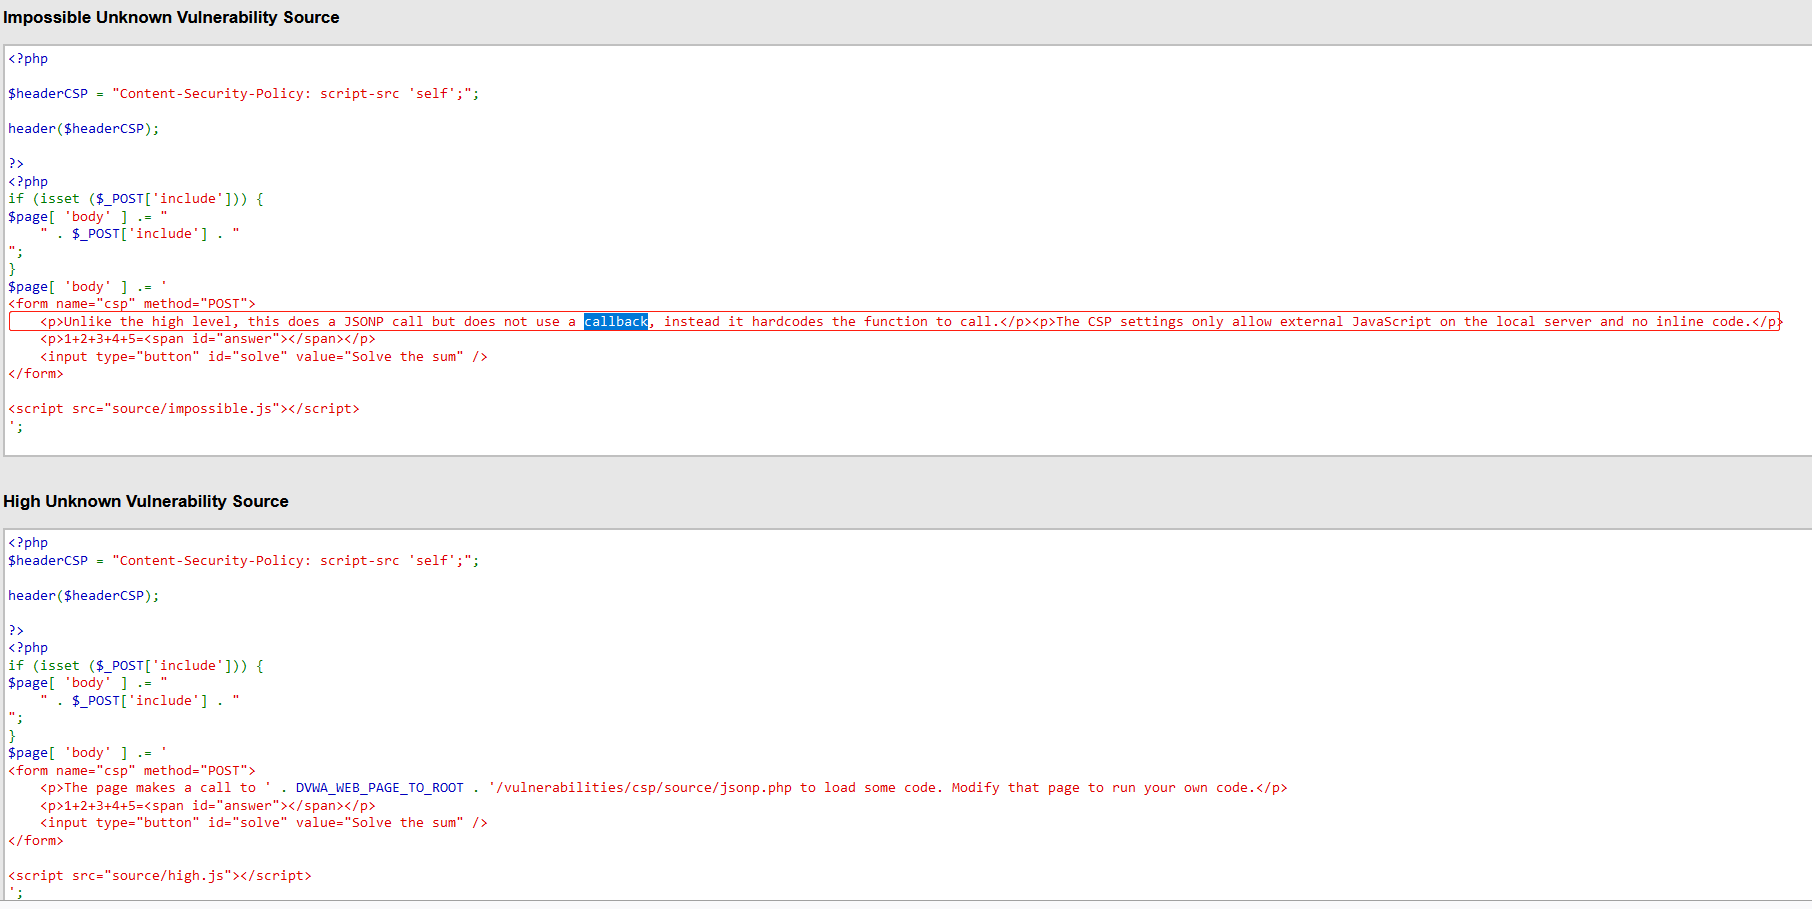 Impossible Unknown Vulnerability Source
<?php
$headerCSP = "Content-Security-Policy: script-src 'self';";
header($headerCSP);
?>
<?php
if (isset ($_POST['include'])) {
$page[ 'body' ] .= "
    " . $_POST['include'] . "
";
}
$page[ 'body' ] .= '
<form name="csp" method="POST">
    <p>Unlike the high level, this does a JSONP call but does not use a callback, instead it hardcodes the function to call.</p><p>The CSP settings only allow external JavaScript on the local server and no inline code.</p>
    <p>1+2+3+4+5=<span id="answer"></span></p>
    <input type="button" id="solve" value="Solve the sum" />
</form>
<script src="source/impossible.js"></script>
';
High Unknown Vulnerability Source
<?php
$headerCSP = "Content-Security-Policy: script-src 'self';";
header($headerCSP);
?>
<?php
if (isset ($_POST['include'])) {
$page[ 'body' ] .= "
    " . $_POST['include'] . "
";
}
$page[ 'body' ] .= '
<form name="csp" method="POST">
    <p>The page makes a call to ' . DVWA_WEB_PAGE_TO_ROOT . '/vulnerabilities/csp/source/jsonp.php to load some code. Modify that page to run your own code.</p>
    <p>1+2+3+4+5=<span id="answer"></span></p>
    <input type="button" id="solve" value="Solve the sum" />
</form>
<script src="source/high.js"></script>
';